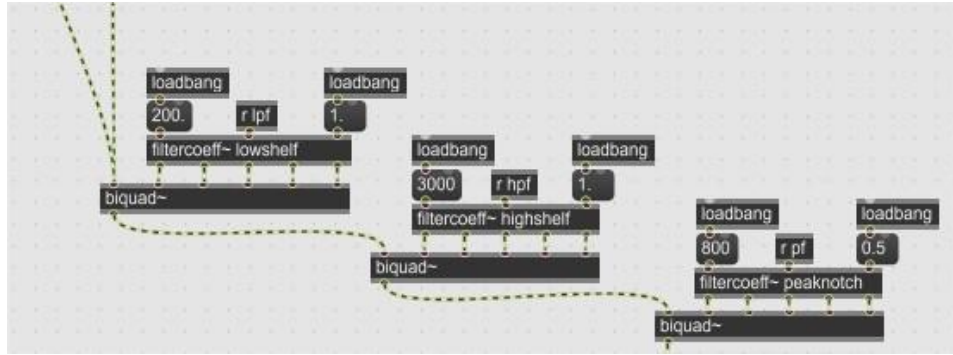 loadbang
loadbang
200.
r lpf
1.
filtercoeff~ lowshelf
biquad~
loadbang
loadbang
3000
r hpf
1.
filtercoeff~ highshelf
biquad~
loadbang
loadbang
800
r pf
0.5
filtercoeff~ peaknotch
biquad~